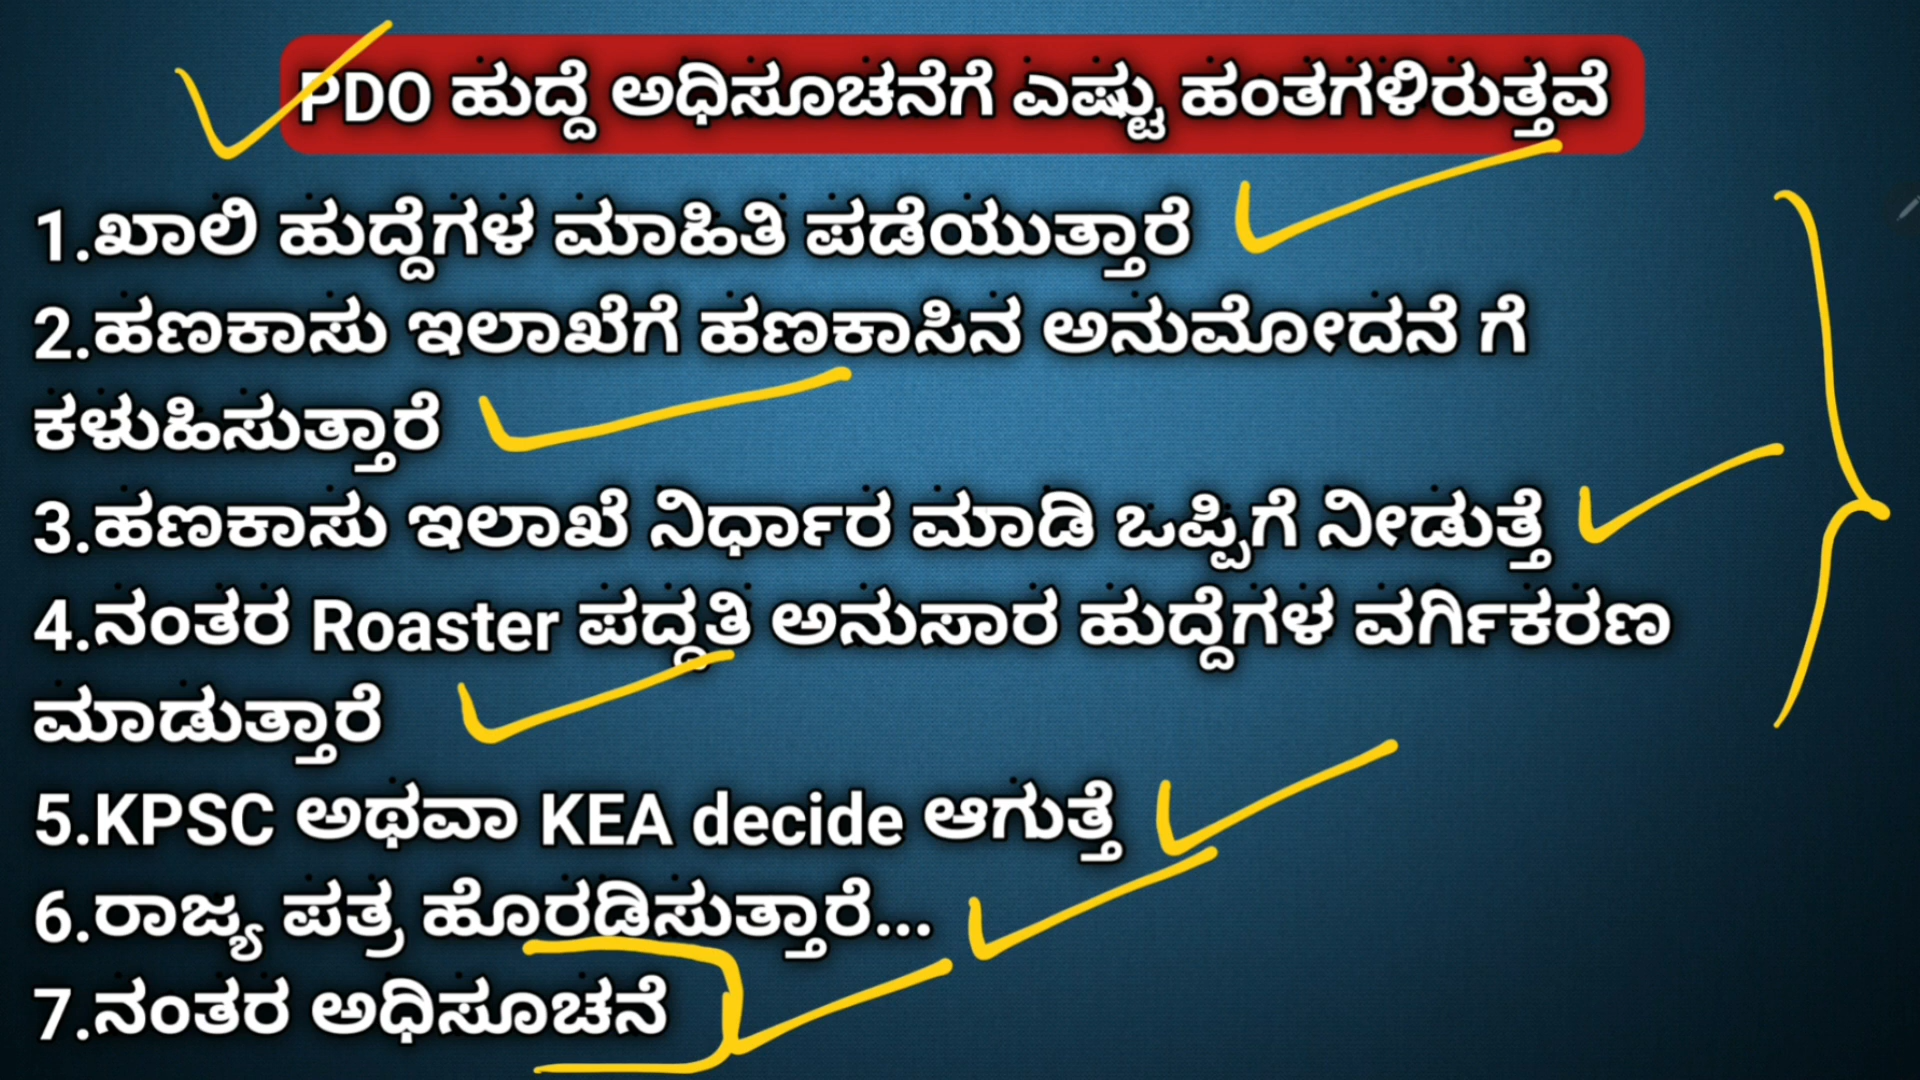 PDO ಹುದ್ದೆ ಅಧಿಸೂಚನೆಗೆ ಎಷ್ಟು ಹಂತಗಳಿರುತ್ತವೆ
1.ಖಾಲಿ ಹುದ್ದೆಗಳ ಮಾಹಿತಿ ಪಡೆಯುತ್ತಾರೆ
2.ಹಣಕಾಸು ಇಲಾಖೆಗೆ ಹಣಕಾಸಿನ ಅನುಮೋದನೆ ಗೆ
ಕಳುಹಿಸುತ್ತಾರೆ
3.ಹಣಕಾಸು ಇಲಾಖೆ ನಿರ್ಧಾರ ಮಾಡಿ ಒಪ್ಪಿಗೆ ನೀಡುತ್ತೆ
4.ನಂತರ Roaster ಪದ್ದತಿ ಅನುಸಾರ ಹುದ್ದೆಗಳ ವರ್ಗಿಕರಣ
ಮಾಡುತ್ತಾರೆ
5.KPSC ಅಥವಾ KEA decide ಆಗುತ್ತೆ
6.ರಾಜ್ಯ ಪತ್ರ ಹೊರಡಿಸುತ್ತಾರೆ...
7.ನಂತರ ಅಧಿಸೂಚನೆ